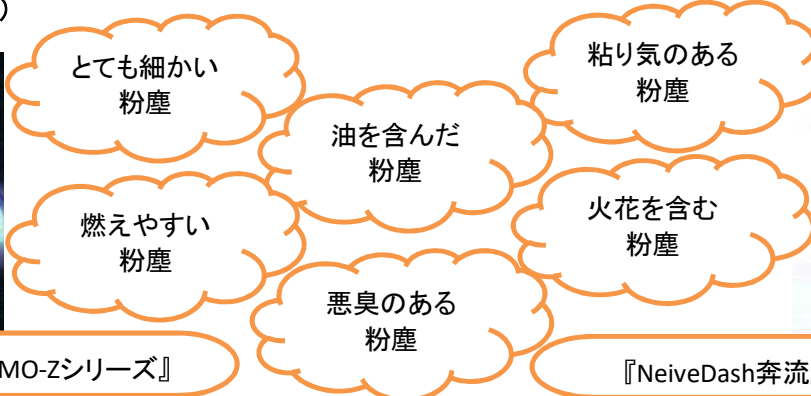 )
とても細かい
粉塵
粘り気のある
粉塵
油を含んだ
粉塵
燃えやすい
粉塵
火花を含む
粉塵
悪臭のある
粉塵
MO-Zシリーズ』
『NeiveDash奔流